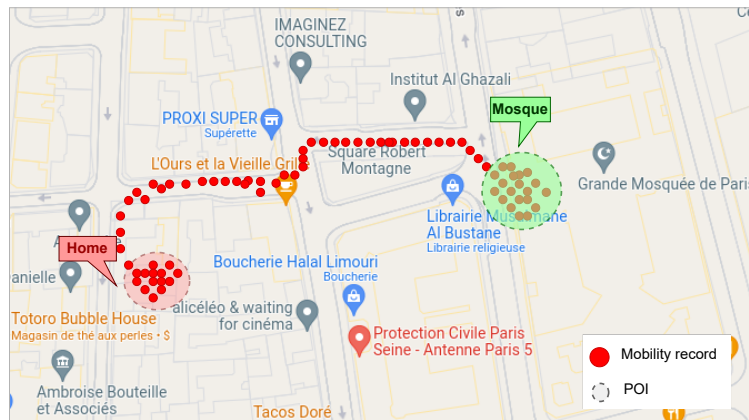 IMAGINEZ
CONSULTING
Institut Al Ghazali
PROXI SUPER
Supérette
Mosque
L'Ours et la Vieille Grille
Square Robert
Montagne
Grande Mosquée de Paris
Librairie Musulmane
Al Bustane
Librairie religieuse
Home
anielle
Boucherie Halal Limouri
Boucherie
Totoro Bubble House
Magasin de thé aux perles • $
alicéléo & waiting
for cinéma
Protection Civile Paris
Seine - Antenne Paris 5
Mobility record
POI
Ambroise Bouteille
et Associés
Tacos Doré